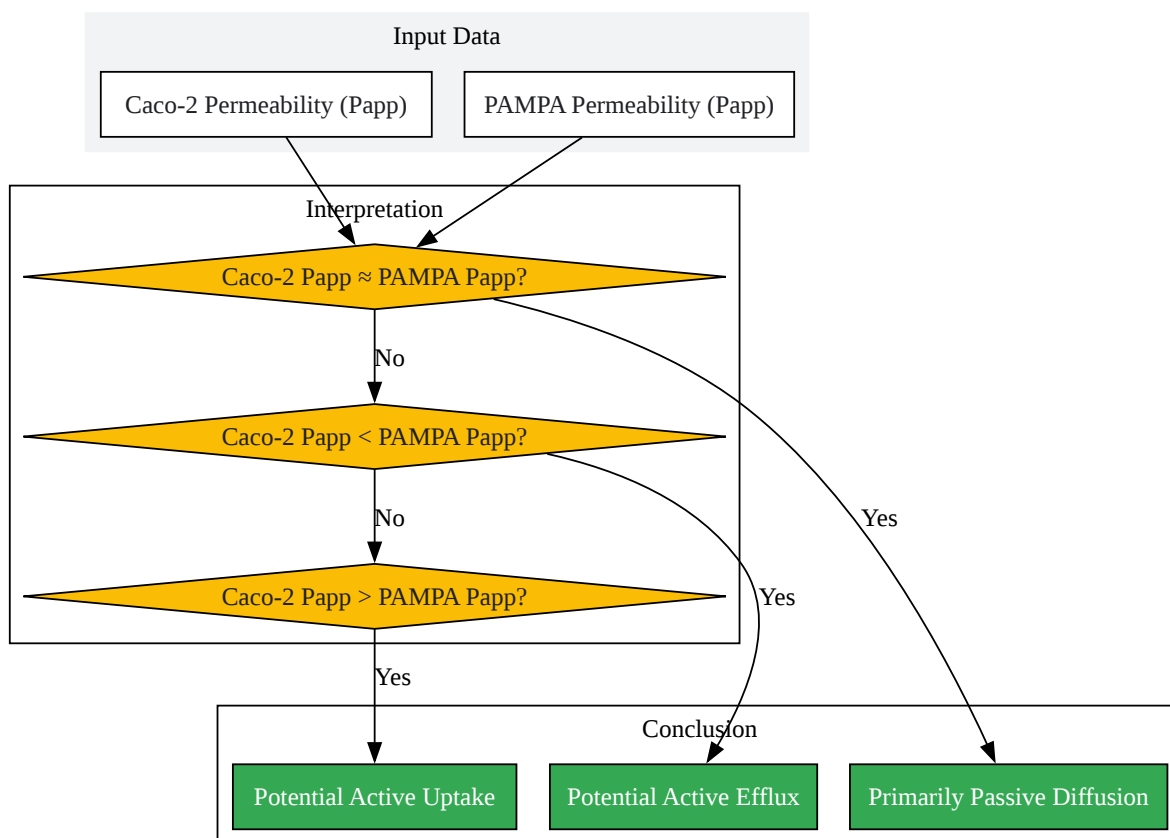 Input Data
Caco-2 Permeability (Papp)
PAMPA Permeability (Papp)
Interpretation
Caco-2 Papp ≈ PAMPA Papp?
No
Caco-2 Papp < PAMPA Papp?
No
Yes
Caco-2 Papp > PAMPA Papp?
Yes
Yes
Conclusion
Potential Active Uptake
Potential Active Efflux
Primarily Passive Diffusion